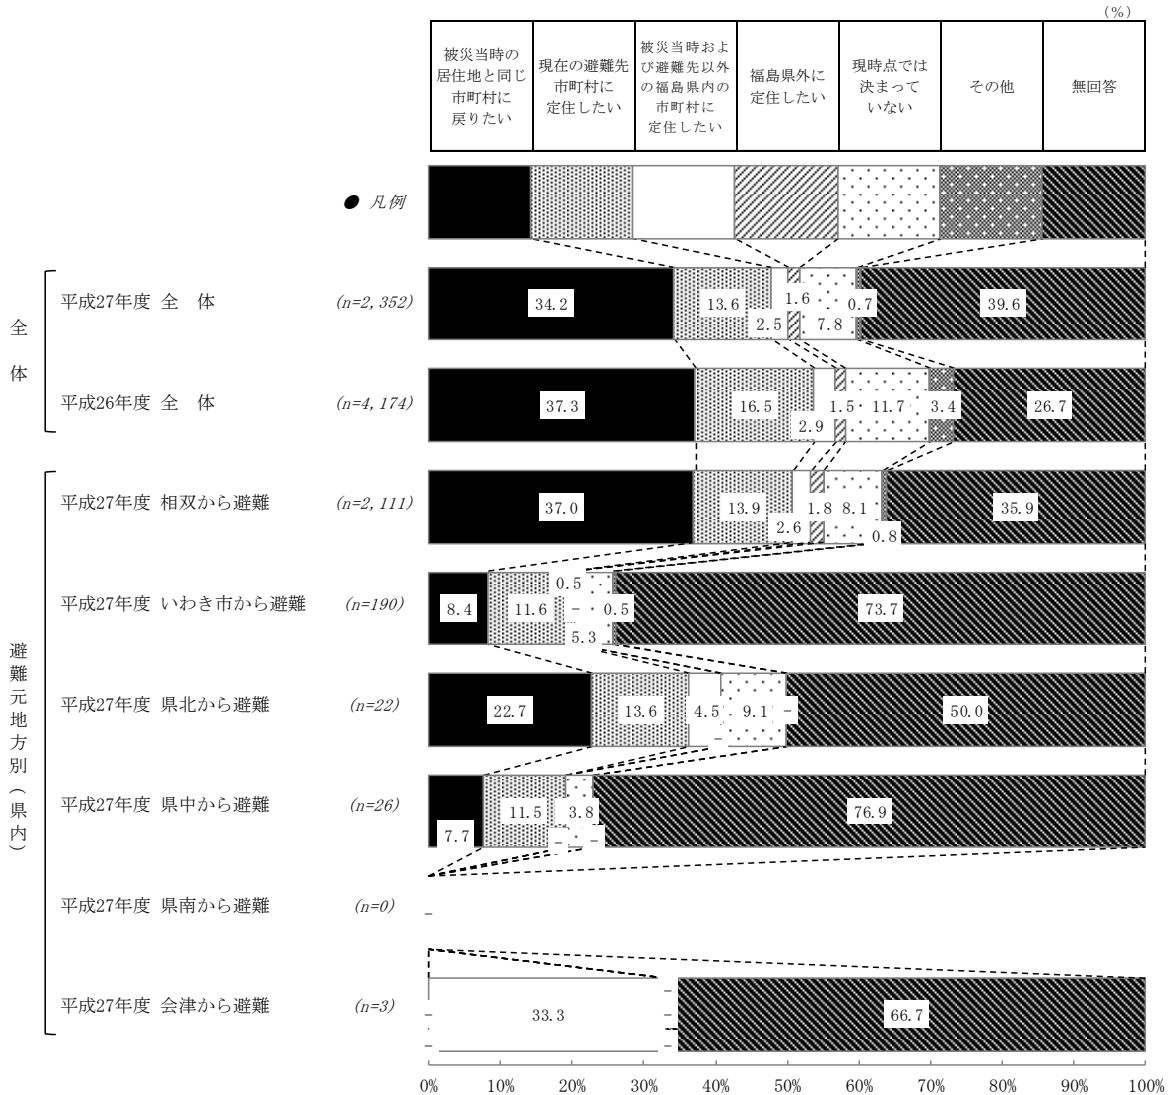 (%)
被災当時の
居住地と同じ
市町村に
戻りたい
現在の避難先
市町村に
定住したい
被災当時およ
び避難先以外
の福島県内の
市町村に
定住したい
福島県外に
定住したい
現時点では
決まって
いない
その他
無回答
● 凡例
全体
平成27年度 全 体 (n=2,352)
34.2
13.6
2.5
1.6
7.8
0.7
39.6
平成26年度 全 体 (n=4,174)
37.3
16.5
2.9
1.5
11.7
3.4
26.7
避難元地方別(県内)
平成27年度 相双から避難 (n=2,111)
37.0
13.9
2.6
1.8
8.1
0.8
35.9
平成27年度 いわき市から避難 (n=190)
8.4
11.6
0.5
−
5.3
0.5
73.7
平成27年度 県北から避難 (n=22)
22.7
13.6
4.5
−
9.1
−
50.0
平成27年度 県中から避難 (n=26)
7.7
11.5
−
3.8
−
76.9
平成27年度 県南から避難 (n=0)
−
平成27年度 会津から避難 (n=3)
−
−
−
33.3
−
−
−
66.7
0% 10% 20% 30% 40% 50% 60% 70% 80% 90% 100%